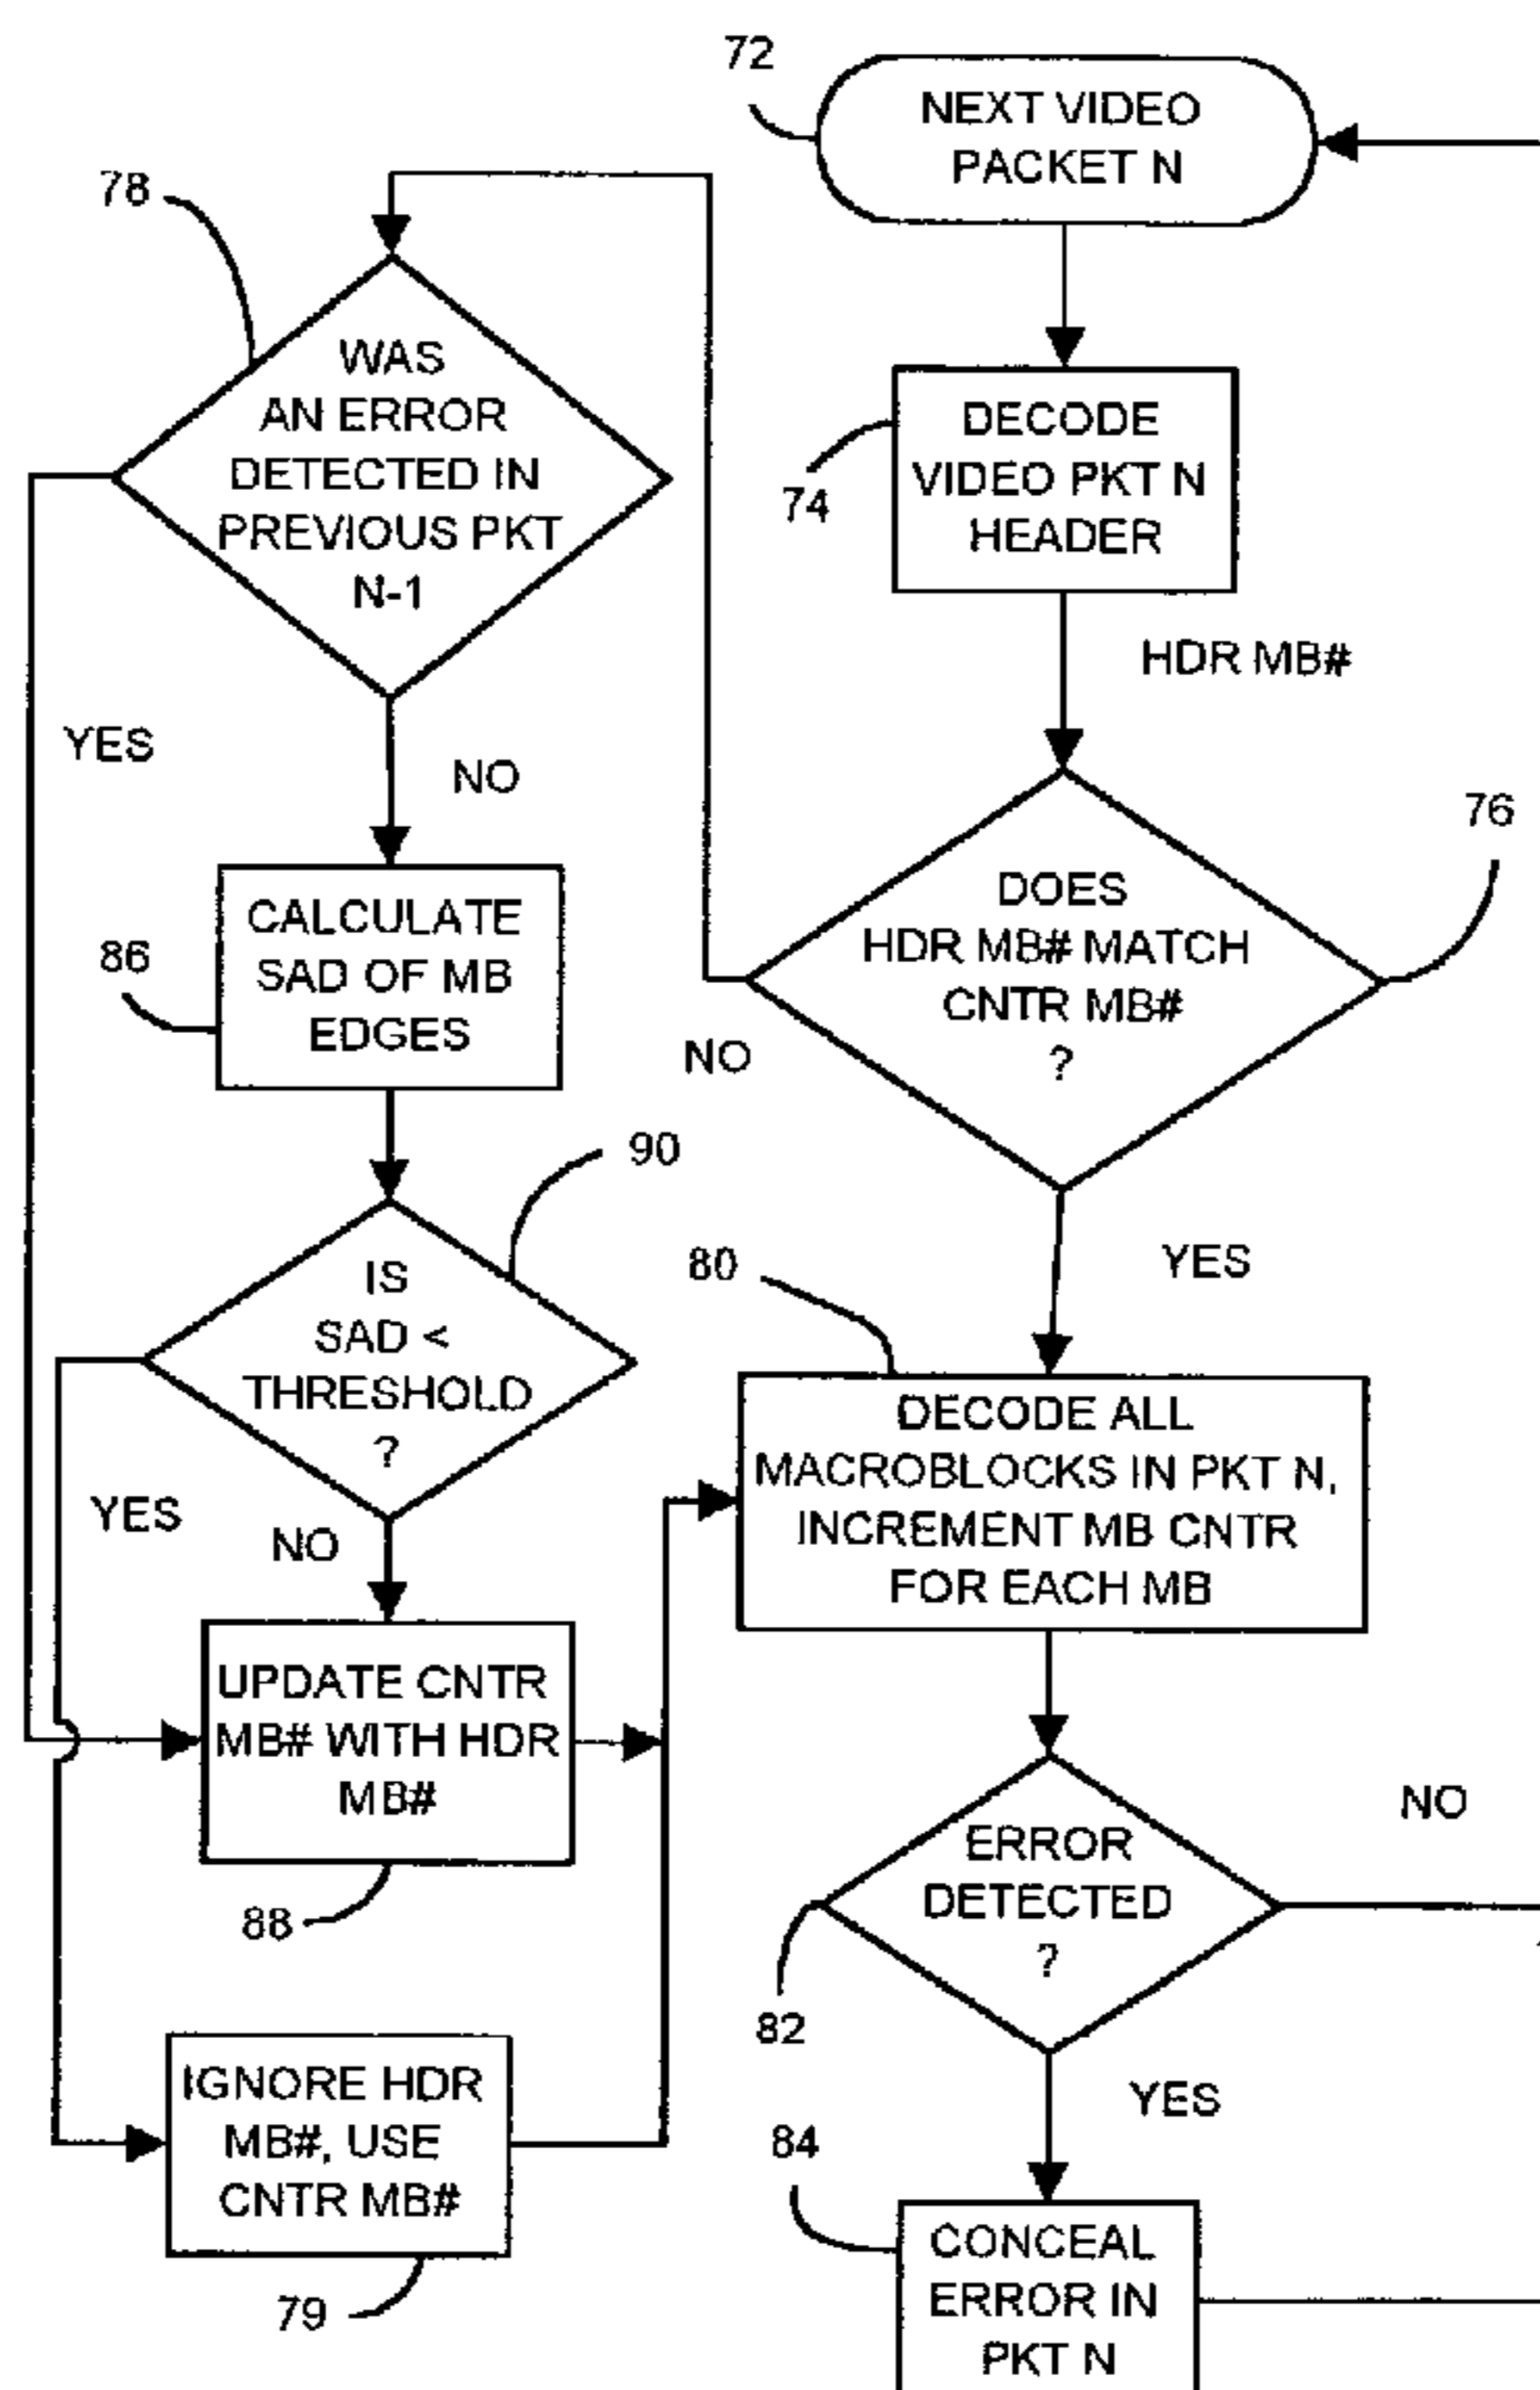 72
NEXT VIDEO
PACKET N
78
WAS
AN ERROR
DETECTED IN
PREVIOUS PKT
N-1
74
DECODE
VIDEO PKT N
HEADER
HDR MB#
YES
NO
76
DOES
HDR MB# MATCH
CNTR MB#
?
NO
YES
86
CALCULATE
SAD OF MB
EDGES
90
IS
SAD <
THRESHOLD
?
YES
NO
80
DECODE ALL
MACROBLOCKS IN PKT N,
INCREMENT MB CNTR
FOR EACH MB
UPDATE CNTR
MB# WITH HDR
MB#
88
ERROR
DETECTED
?
NO
82
YES
IGNORE HDR
MB#, USE
CNTR MB#
79
84
CONCEAL
ERROR IN
PKT N